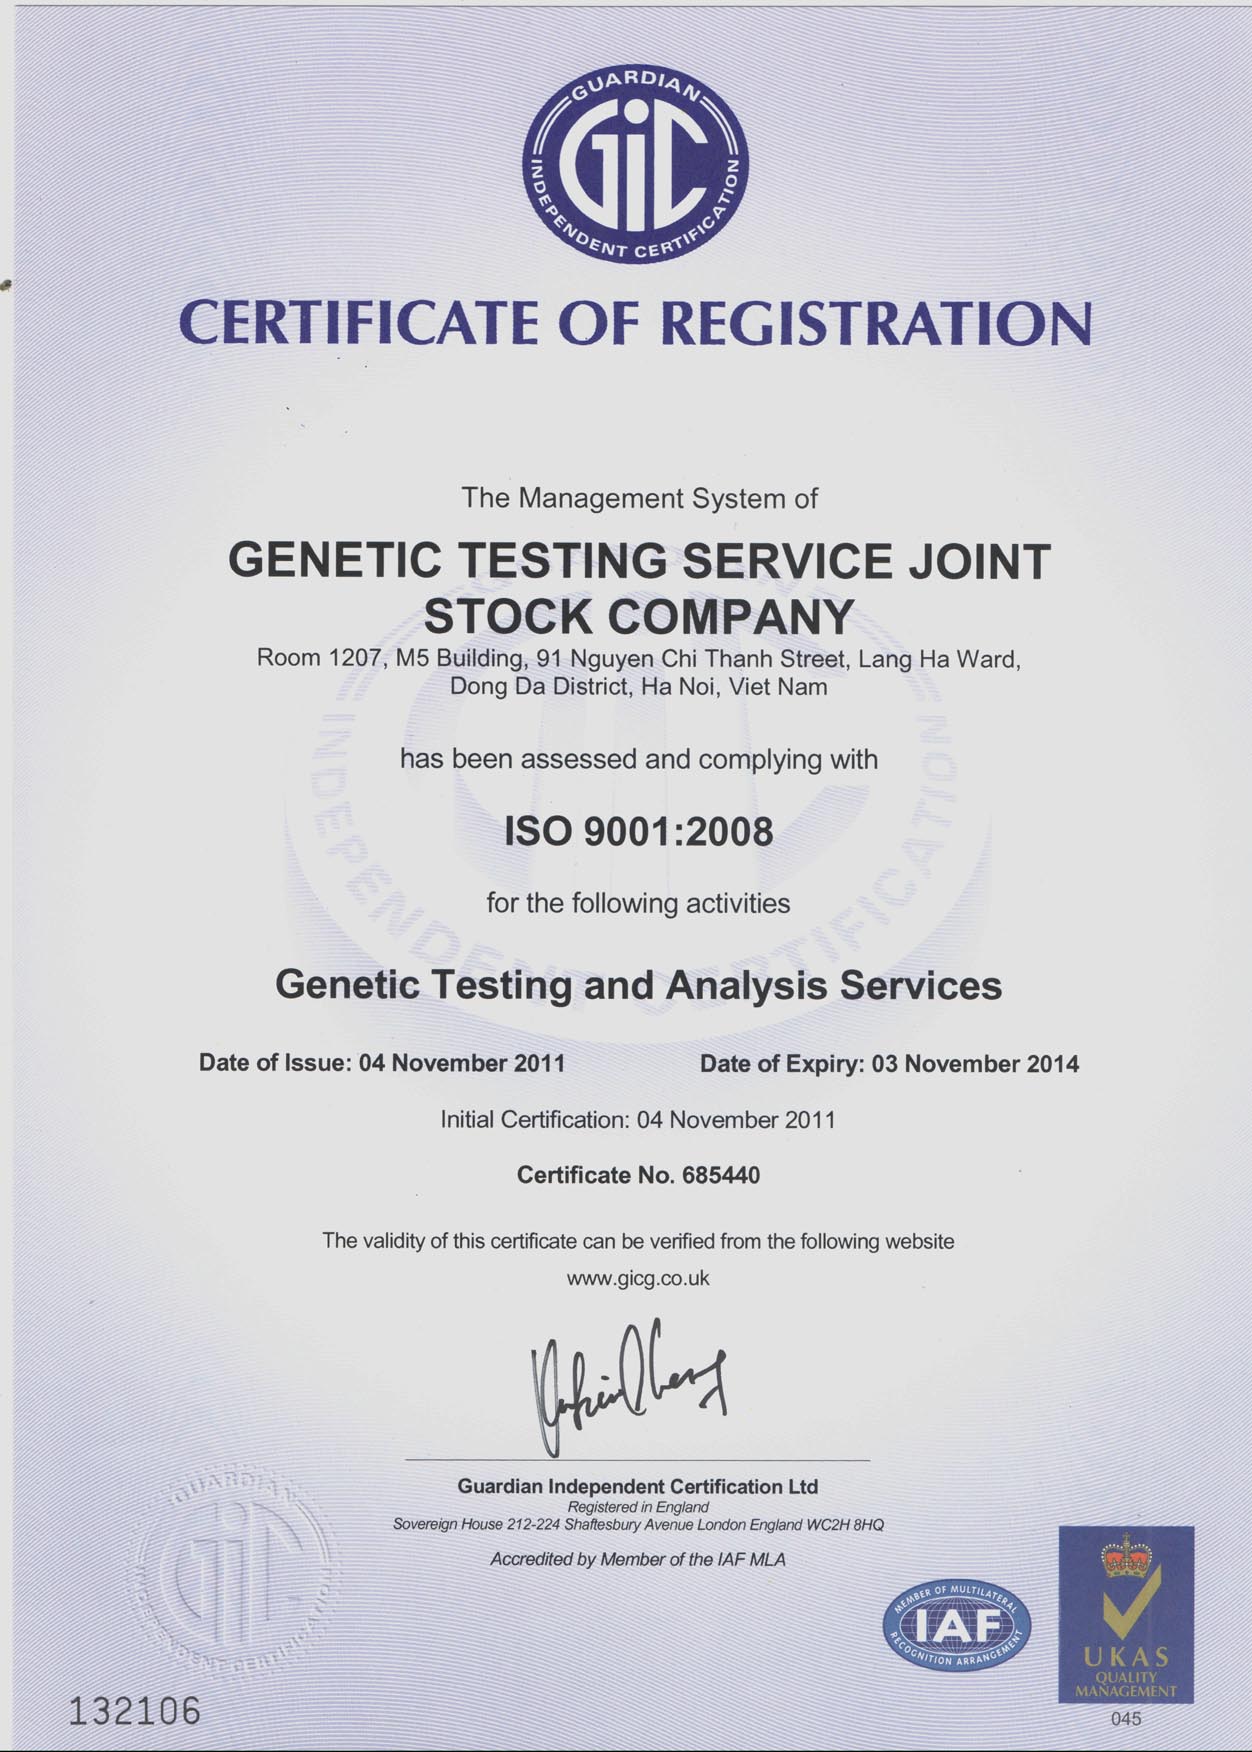 GUARDIAN
GiC
INDEPENDENT CERTIFICATION
CERTIFICATE OF REGISTRATION
The Management System of
GENETIC TESTING SERVICE JOINT
STOCK COMPANY
Room 1207, M5 Building, 91 Nguyen Chi Thanh Street, Lang Ha Ward,
Dong Da District, Ha Noi, Viet Nam
has been assessed and complying with
ISO 9001:2008
for the following activities
Genetic Testing and Analysis Services
Date of Issue: 04 November 2011 Date of Expiry: 03 November 2014
Initial Certification: 04 November 2011
Certificate No. 685440
The validity of this certificate can be verified from the following website
www.gicg.co.uk
Guardian Independent Certification Ltd
Registered in England
Sovereign House 212-224 Shaftesbury Avenue London England WC2H 8HQ
Accredited by Member of the IAF MLA
GUARDIAN
GiC
INDEPENDENT CERTIFICATION
MEMBER OF MULTILATERAL
IAF
RECOGNITION ARRANGEMENT
UKAS
QUALITY
MANAGEMENT
045
132106